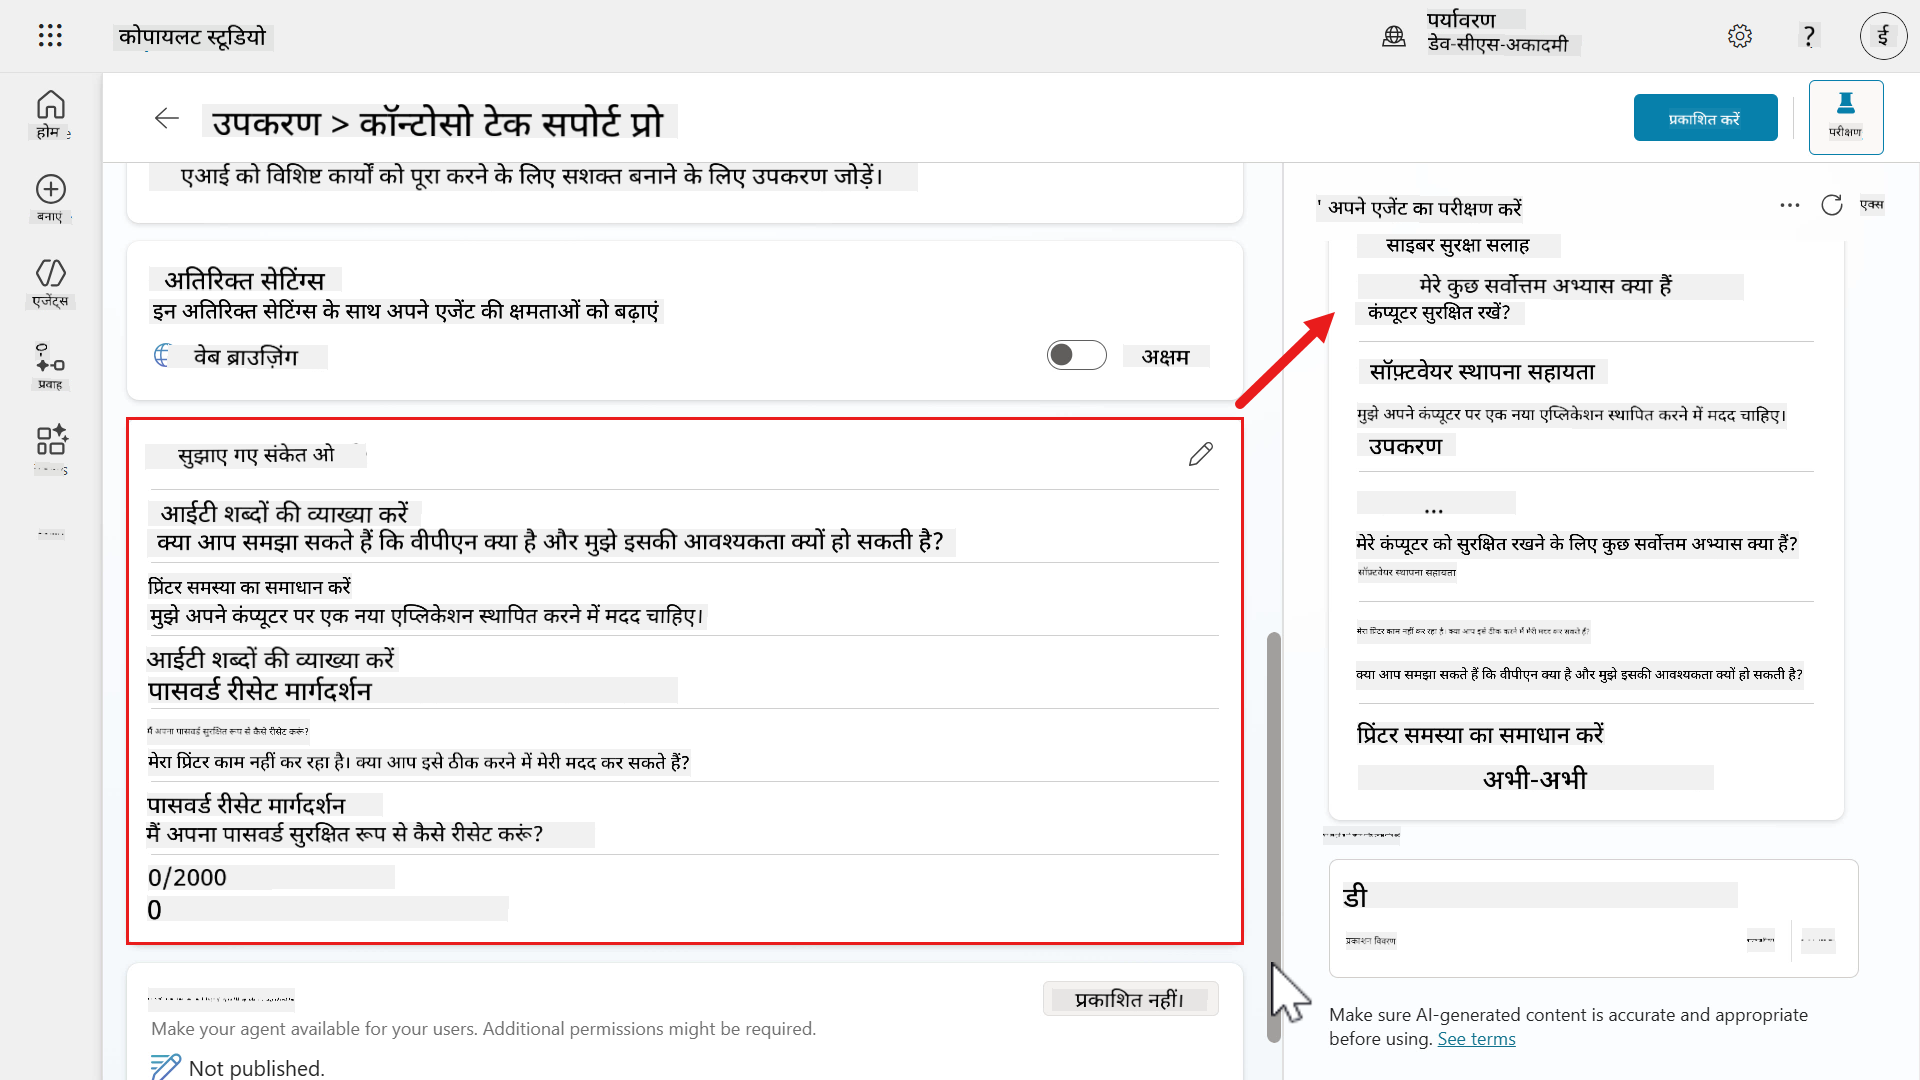 कोपायलट स्टूडियो
पर्यावरण
डेव-सीएस-अकादमी
?
ई
होम
बनाएं
एजेंट्स
प्रवाह
उपकरण > कॉन्टोसो टेक सपोर्ट प्रो
प्रकाशित करें
परीक्षण
एआई को विशिष्ट कार्यों को पूरा करने के लिए सशक्त बनाने के लिए उपकरण जोड़ें।
अतिरिक्त सेटिंग्स
इन अतिरिक्त सेटिंग्स के साथ अपने एजेंट की क्षमताओं को बढ़ाएं
वेब ब्राउज़िंग
अक्षम
सुझाए गए संकेत ओ
आईटी शब्दों की व्याख्या करें
क्या आप समझा सकते हैं कि वीपीएन क्या है और मुझे इसकी आवश्यकता क्यों हो सकती है?
प्रिंटर समस्या का समाधान करें
मुझे अपने कंप्यूटर पर एक नया एप्लिकेशन स्थापित करने में मदद चाहिए।
आईटी शब्दों की व्याख्या करें
पासवर्ड रीसेट मार्गदर्शन
मैं अपना पासवर्ड सुरक्षित रूप से कैसे रीसेट करूं?
मेरा प्रिंटर काम नहीं कर रहा है। क्या आप इसे ठीक करने में मेरी मदद कर सकते हैं?
पासवर्ड रीसेट मार्गदर्शन
मैं अपना पासवर्ड सुरक्षित रूप से कैसे रीसेट करूं?
0/2000
0
प्रकाशित नहीं।
Make your agent available for your users. Additional permissions might be required.
Not published.
' अपने एजेंट का परीक्षण करें
एक्स
साइबर सुरक्षा सलाह
मेरे कुछ सर्वोत्तम अभ्यास क्या हैं
कंप्यूटर सुरक्षित रखें?
सॉफ़्टवेयर स्थापना सहायता
मुझे अपने कंप्यूटर पर एक नया एप्लिकेशन स्थापित करने में मदद चाहिए।
उपकरण
...
मेरे कंप्यूटर को सुरक्षित रखने के लिए कुछ सर्वोत्तम अभ्यास क्या हैं?
सॉफ़्टवेयर स्थापना सहायता
मेरा प्रिंटर काम नहीं कर रहा है। क्या आप इसे ठीक करने में मेरी मदद कर सकते हैं?
क्या आप समझा सकते हैं कि वीपीएन क्या है और मुझे इसकी आवश्यकता क्यों हो सकती है?
प्रिंटर समस्या का समाधान करें
अभी-अभी
डी
प्रकाशन विवरण
Make sure AI-generated content is accurate and appropriate
before using. See terms